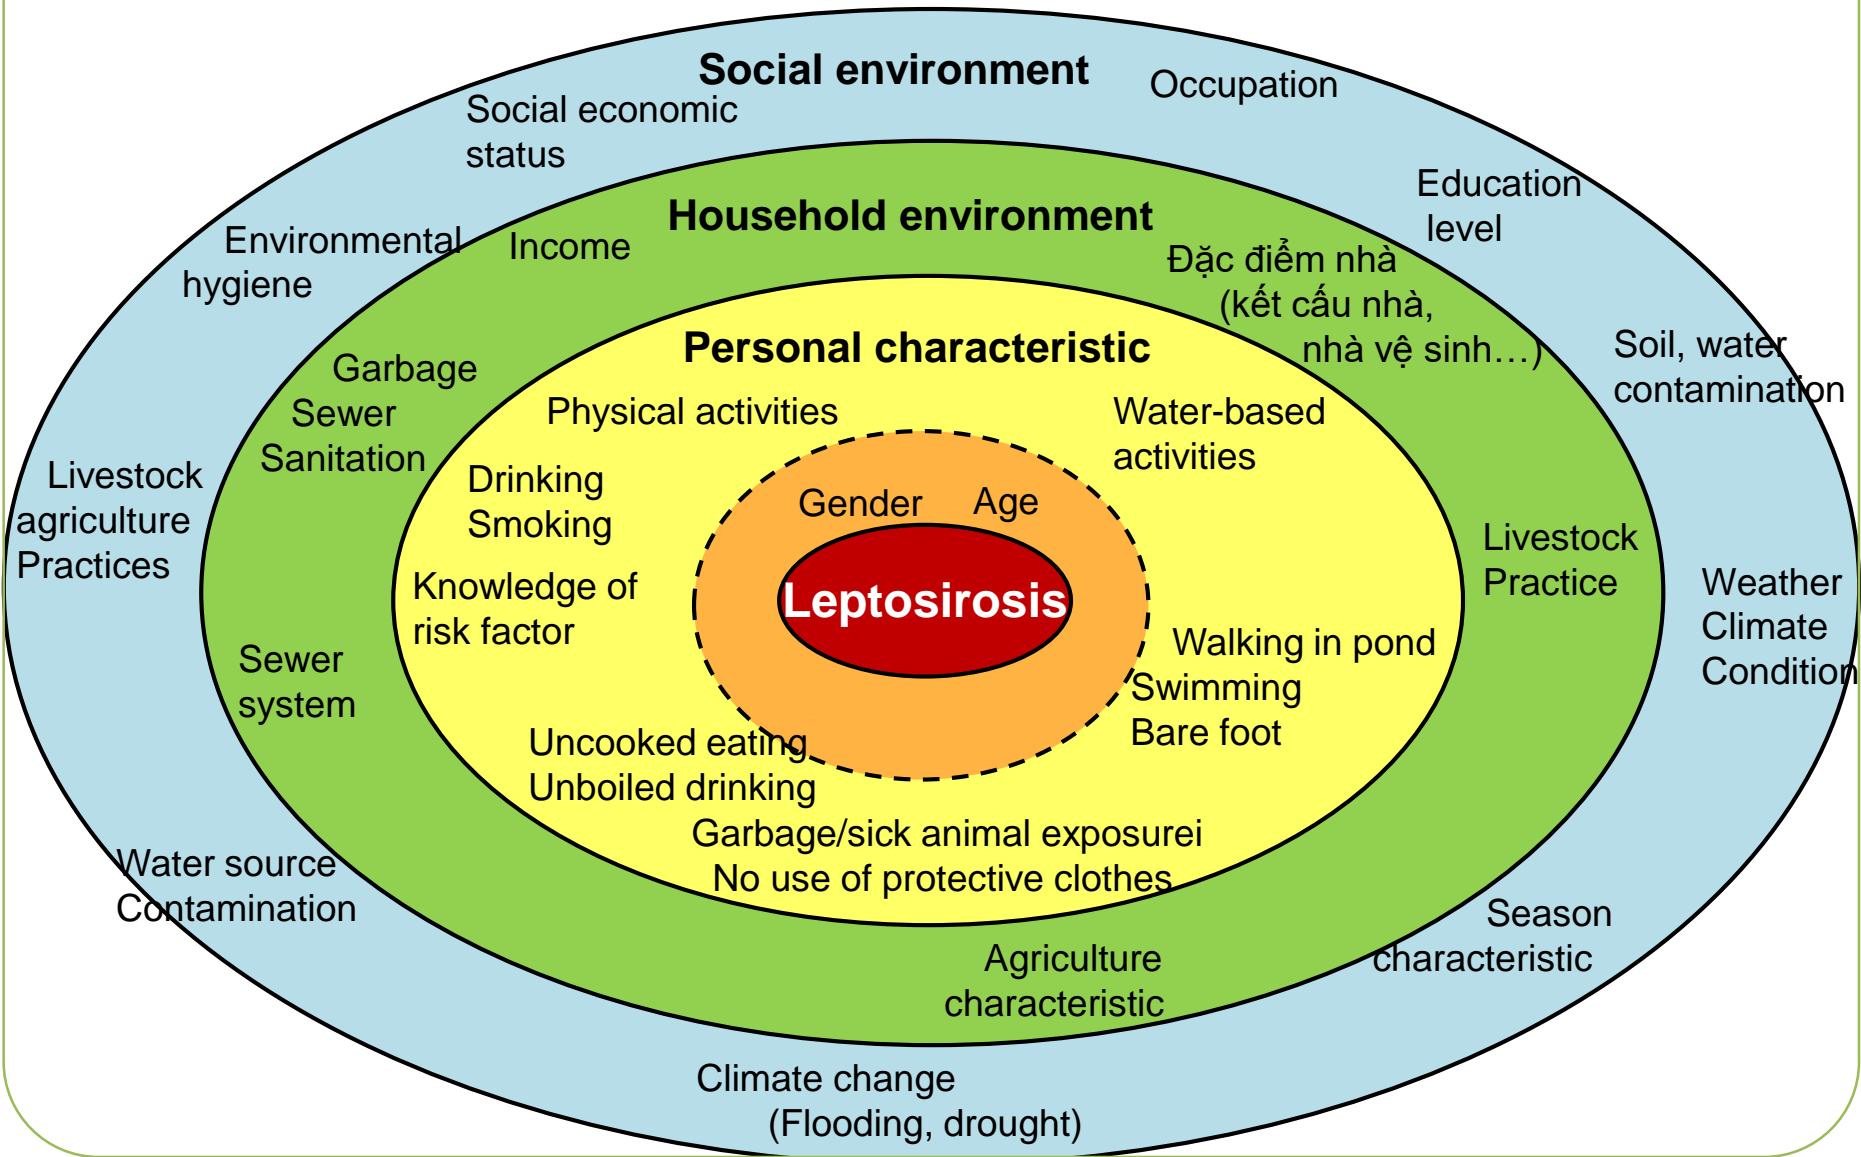 Social environment
Occupation
Social economic
status
Education
level
Household environment
Environmental
hygiene
Income
Đặc điểm nhà
(kết cấu nhà,
nhà vệ sinh…)
Personal characteristic
Soil, water
contamination
Garbage
Sewer
Sanitation
Physical activities
Water-based
activities
Livestock
agriculture
Practices
Drinking
Smoking
Gender
Age
Livestock
Practice
Knowledge of
risk factor
Leptosirosis
Weather
Climate
Condition
Walking in pond
Swimming
Bare foot
Sewer
system
Uncooked eating
Unboiled drinking
Garbage/sick animal exposurei
No use of protective clothes
Water source
Contamination
Season
characteristic
Agriculture
characteristic
Climate change
(Flooding, drought)